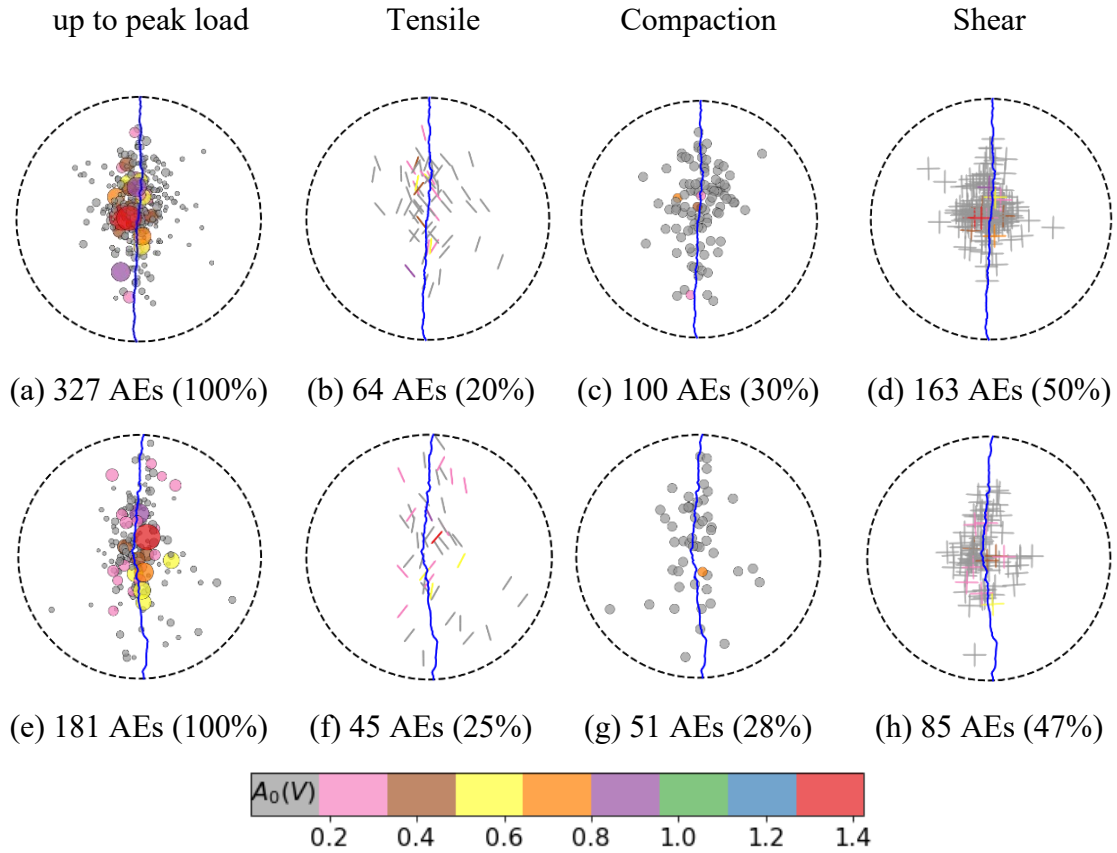 up to peak load Tensile Compaction Shear
(a) 327 AEs (100%) (b) 64 AEs (20%) (c) 100 AEs (30%) (d) 163 AEs (50%)
(e) 181 AEs (100%) (f) 45 AEs (25%) (g) 51 AEs (28%) (h) 85 AEs (47%)
A₀(V)
0.2 0.4 0.6 0.8 1.0 1.2 1.4